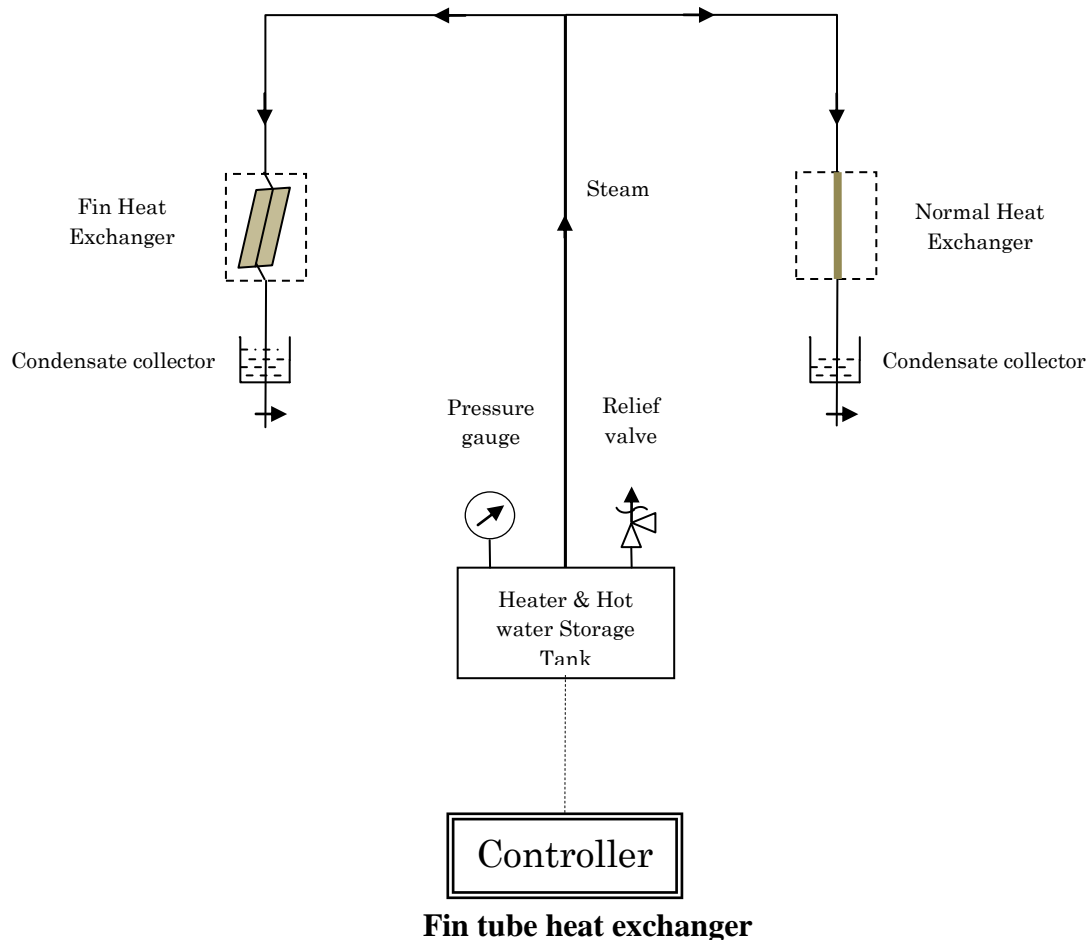 Steam
Fin Heat
Exchanger
Normal Heat
Exchanger
Condensate collector
Condensate collector
Pressure
gauge
Relief
valve
Heater & Hot
water Storage
Tank
Controller
Fin tube heat exchanger